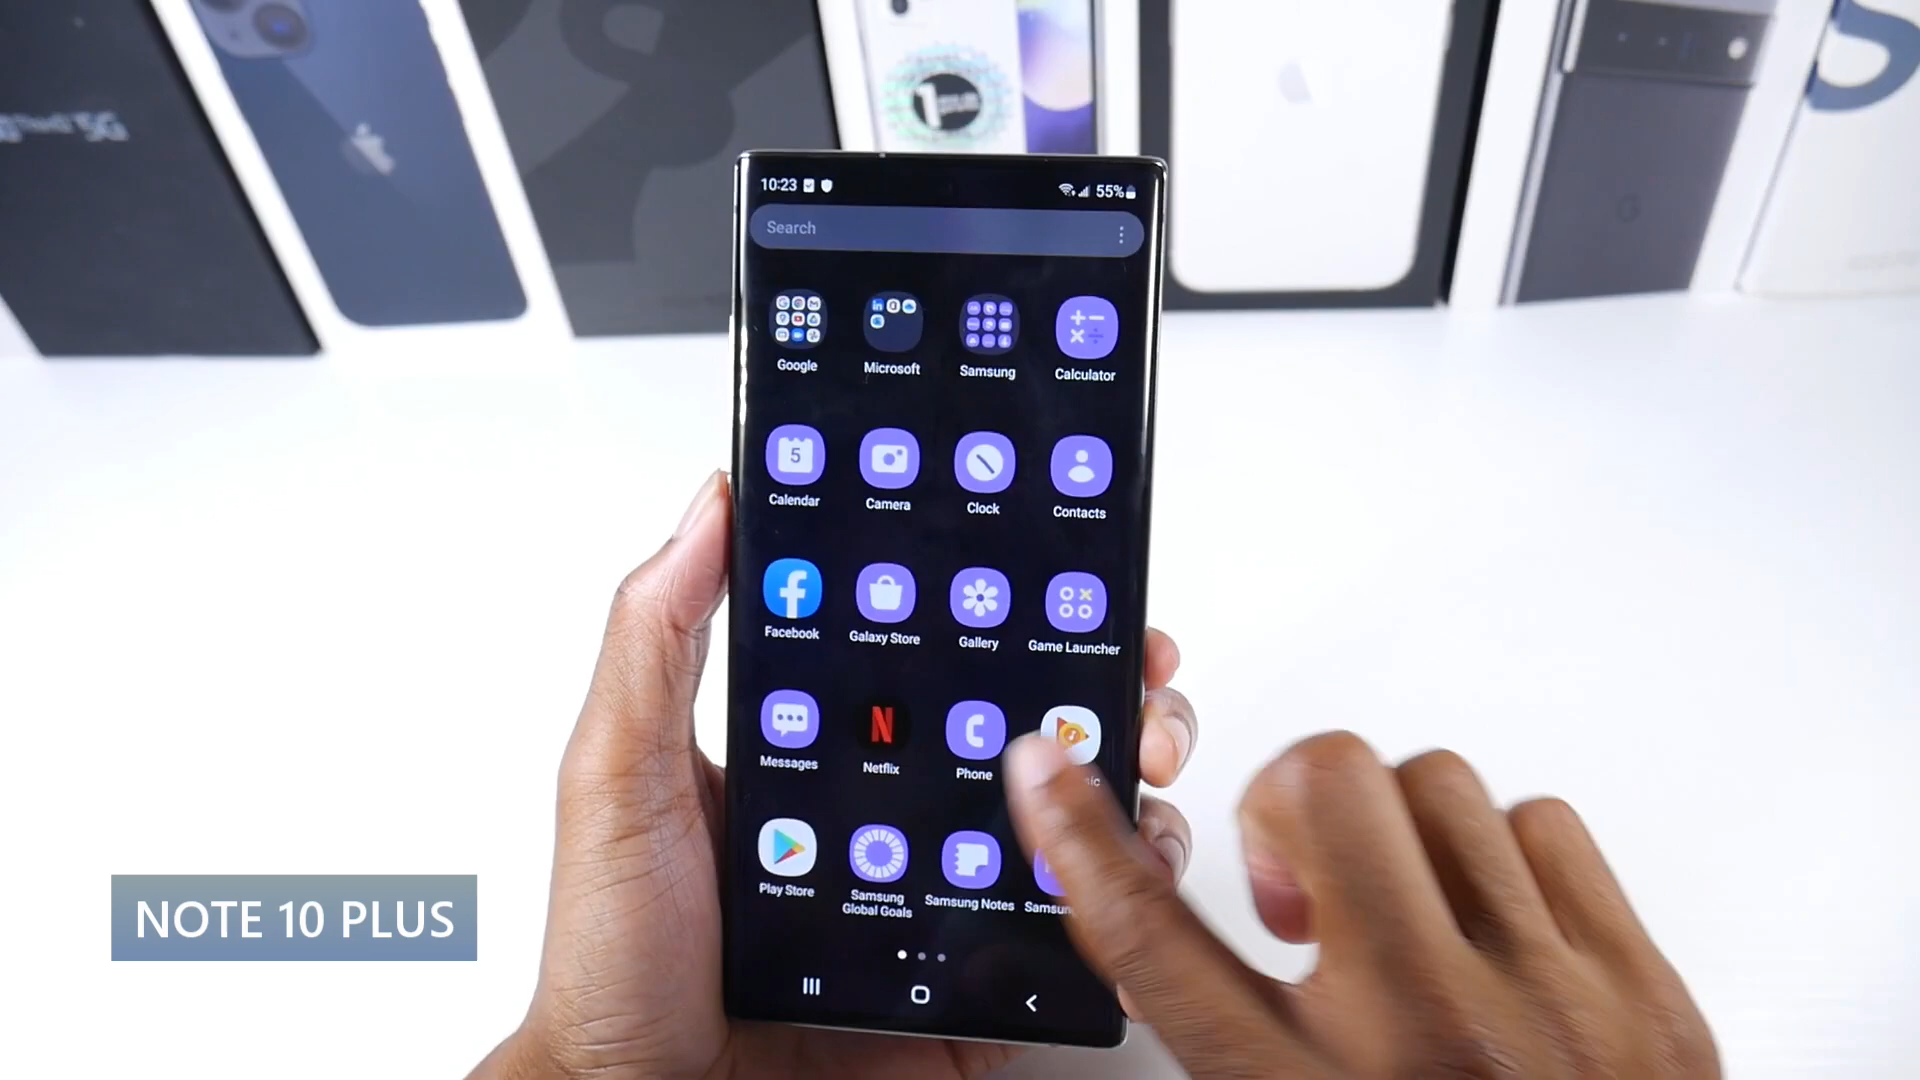 5G
10:23
55%
Search
Google
Microsoft
Samsung
Calculator
5
Calendar
Camera
Clock
Contacts
Facebook
Galaxy Store
Gallery
Game Launcher
Messages
N
Netflix
Phone
Play Store
Samsung
Global Goals
Samsung Notes
NOTE 10 PLUS